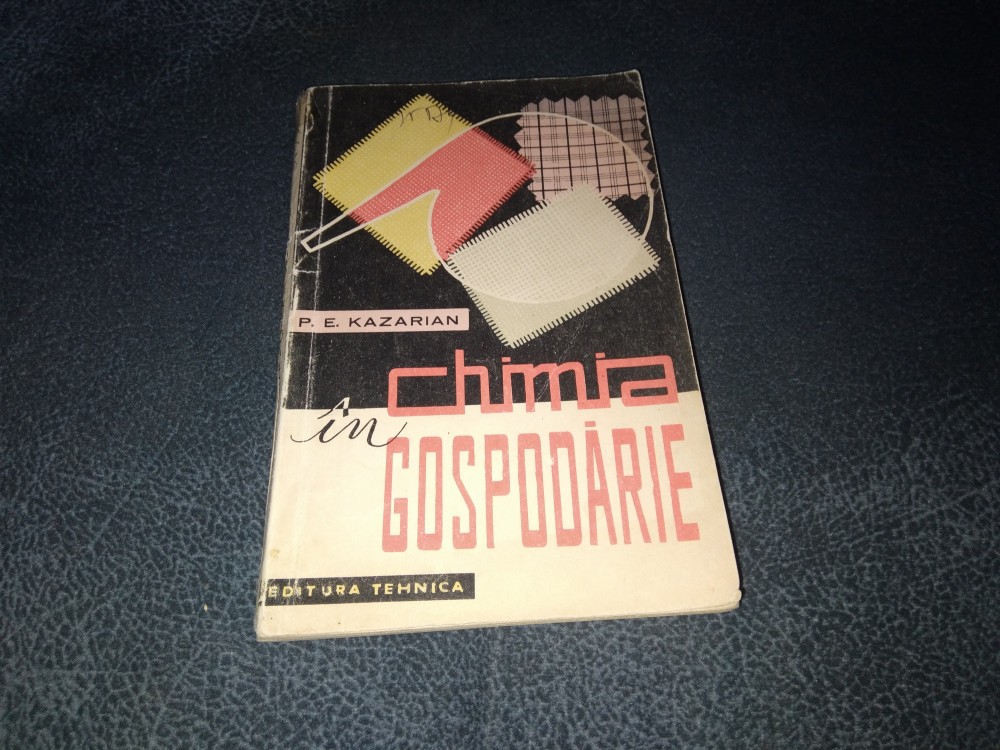 P. E. KAZARIAN
chimia
în
GOSPODĂRIE
EDITURA TEHNICA